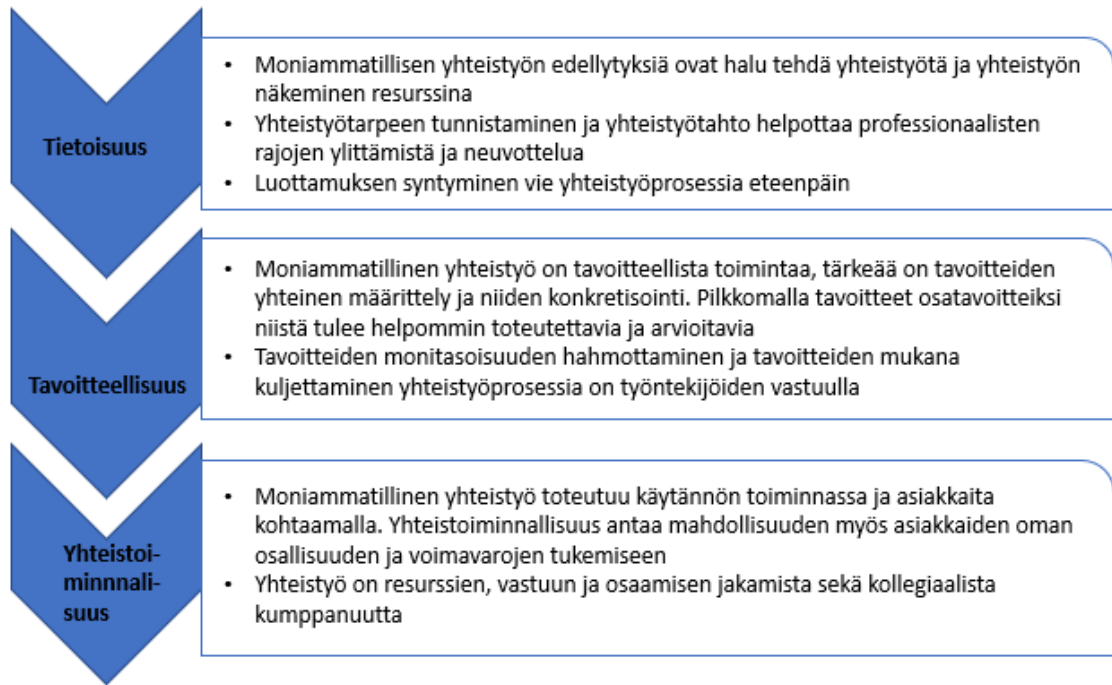 Tietoisuus
• Moniammatillisen yhteistyön edellytyksiä ovat halu tehdä yhteistyötä ja yhteistyön
näkeminen resurssina
• Yhteistyötarpeen tunnistaminen ja yhteistyötahto helpottaa professionaalisten
rajojen ylittämistä ja neuvottelua
• Luottamuksen syntyminen vie yhteistyöprosessia eteenpäin
Tavoitteellisuus
• Moniammatillinen yhteistyö on tavoitteellista toimintaa, tärkeää on tavoitteiden
yhteinen määrittely ja niiden konkretisointi. Pilkkomalla tavoitteet osatavoitteiksi
niistä tulee helpommin toteutettavia ja arvioitavia
• Tavoitteiden monitasoisuuden hahmottaminen ja tavoitteiden mukana
kuljettaminen yhteistyöprosessia on työntekijöiden vastuulla
Yhteistoi-
minnnali-
suus
• Moniammatillinen yhteistyö toteutuu käytännön toiminnassa ja asiakkaita
kohtaamalla. Yhteistoiminnallisuus antaa mahdollisuuden myös asiakkaiden oman
osallisuuden ja voimavarojen tukemiseen
• Yhteistyö on resurssien, vastuun ja osaamisen jakamista sekä kollegiaalista
kumppanuutta